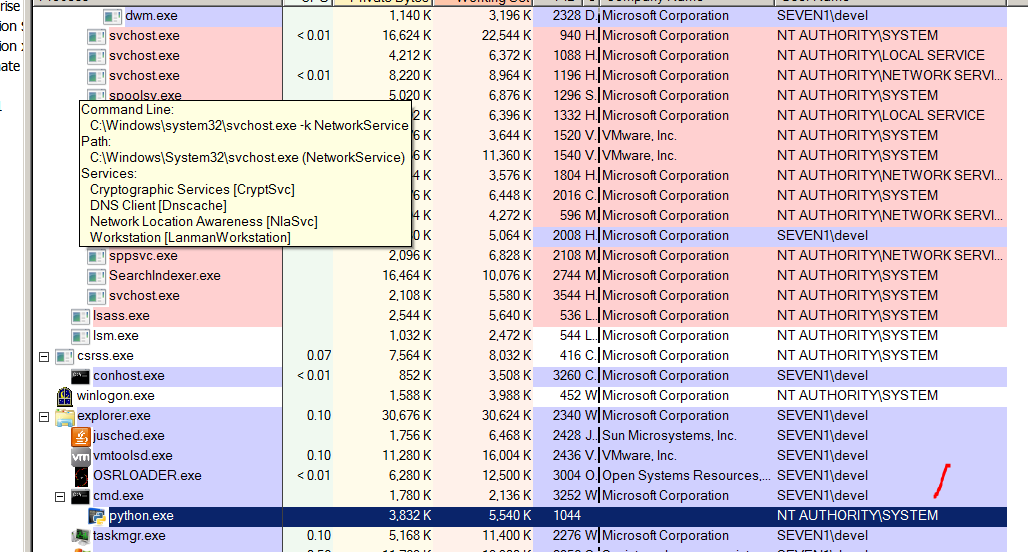 rise
Process CPU Private Bytes Working Set PID Company Name User Name
dwm.exe 1,140 K 3,196 K 2328 D. Microsoft Corporation SEVEN1\devel
svchost.exe < 0.01 16,624 K 22,544 K 940 H. Microsoft Corporation NT AUTHORITY\SYSTEM
svchost.exe 4,212 K 6,372 K 1088 H. Microsoft Corporation NT AUTHORITY\LOCAL SERVICE
svchost.exe < 0.01 8,220 K 8,964 K 1196 H. Microsoft Corporation NT AUTHORITY\NETWORK SERVI...
spoolsv.exe 5,020 K 6,876 K 1296 S. Microsoft Corporation NT AUTHORITY\SYSTEM
6,396 K 1332 H. Microsoft Corporation NT AUTHORITY\LOCAL SERVICE
3,644 K 1520 V. VMware, Inc. NT AUTHORITY\SYSTEM
11,360 K 1540 V. VMware, Inc. NT AUTHORITY\SYSTEM
3,576 K 1804 H. Microsoft Corporation NT AUTHORITY\NETWORK SERVI...
6,448 K 2016 C. Microsoft Corporation NT AUTHORITY\SYSTEM
4,272 K 596 M. Microsoft Corporation NT AUTHORITY\NETWORK SERVI...
5,064 K 2008 H. Microsoft Corporation SEVEN1\devel
Command Line:
C:\Windows\system32\svchost.exe -k NetworkService
Path:
C:\Windows\System32\svchost.exe (NetworkService)
Services:
Cryptographic Services [CryptSvc]
DNS Client [Dnscache]
Network Location Awareness [NlaSvc]
Workstation [LanmanWorkstation]
sppsvc.exe 2,096 K 6,828 K 2108 M. Microsoft Corporation NT AUTHORITY\NETWORK SERVI...
SearchIndexer.exe 16,464 K 10,076 K 2744 M. Microsoft Corporation NT AUTHORITY\SYSTEM
svchost.exe 2,108 K 5,580 K 3544 H. Microsoft Corporation NT AUTHORITY\SYSTEM
lsass.exe 2,544 K 5,640 K 536 L.. Microsoft Corporation NT AUTHORITY\SYSTEM
lsm.exe 1,032 K 2,472 K 544 L.. Microsoft Corporation NT AUTHORITY\SYSTEM
csrss.exe 0.07 7,564 K 8,032 K 416 C. Microsoft Corporation NT AUTHORITY\SYSTEM
conhost.exe < 0.01 852 K 3,508 K 3260 C. Microsoft Corporation SEVEN1\devel
winlogon.exe 1,588 K 3,988 K 452 W Microsoft Corporation NT AUTHORITY\SYSTEM
explorer.exe 0.10 30,676 K 30,624 K 2340 W Microsoft Corporation SEVEN1\devel
jusched.exe 1,756 K 6,468 K 2428 J.. Sun Microsystems, Inc. SEVEN1\devel
vmtoolsd.exe 0.10 11,280 K 16,004 K 2436 V. VMware, Inc. SEVEN1\devel
OSRLOADER.exe < 0.01 6,280 K 12,500 K 3004 O. Open Systems Resources,... SEVEN1\devel
cmd.exe 1,780 K 2,136 K 3252 W Microsoft Corporation SEVEN1\devel
python.exe 3,832 K 5,540 K 1044 NT AUTHORITY\SYSTEM
taskmgr.exe 0.10 5,168 K 11,400 K 2276 W Microsoft Corporation SEVEN1\devel